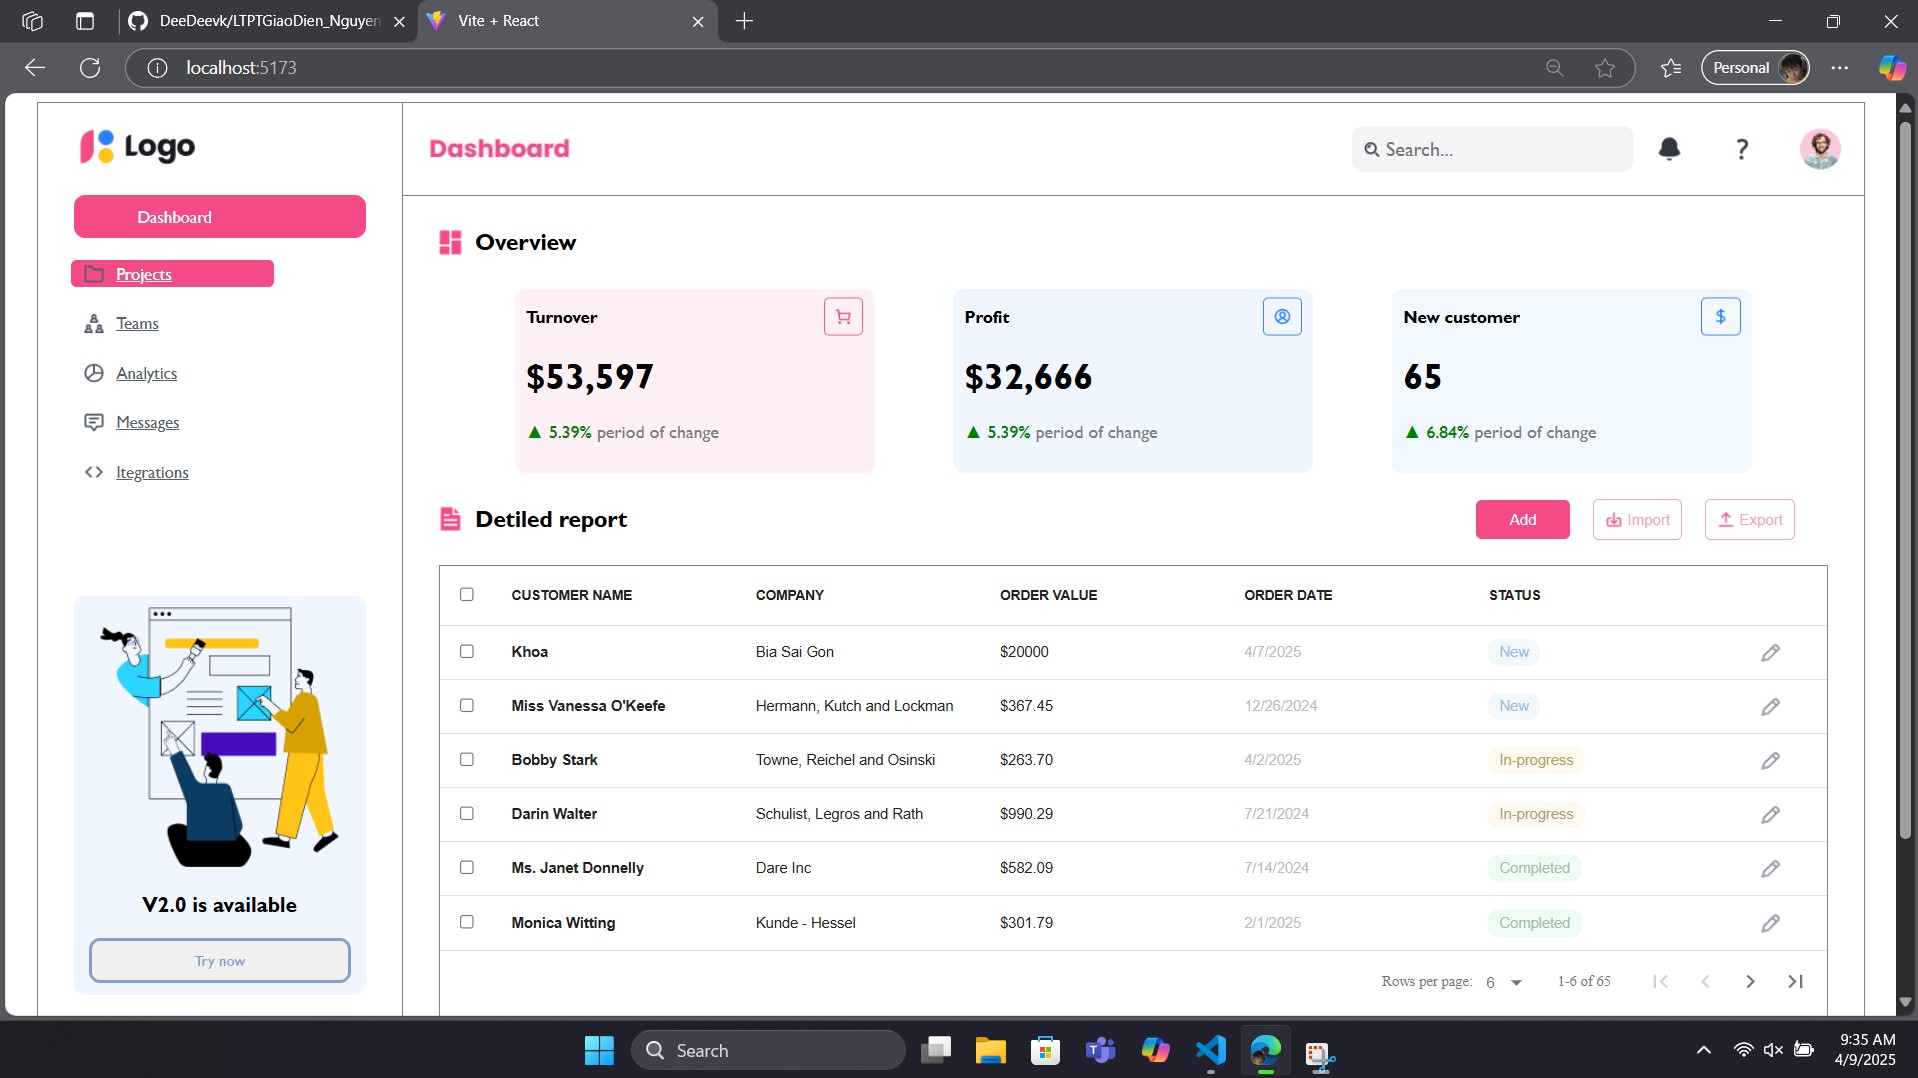 DeeDeevk/LTPTGiaoDien_Nguyen
Vite + React
localhost:5173
Personal
Logo
Dashboard
Search...
?
Dashboard
Projects
Teams
Analytics
Messages
Itegrations
V2.0 is available
Try now
Overview
Turnover
$53,597
▲ 5.39% period of change
Profit
$32,666
▲ 5.39% period of change
New customer
$
65
▲ 6.84% period of change
Detiled report
Add
Import
Export
CUSTOMER NAME COMPANY ORDER VALUE ORDER DATE STATUS
Khoa Bia Sai Gon $20000 4/7/2025 New
Miss Vanessa O'Keefe Hermann, Kutch and Lockman $367.45 12/26/2024 New
Bobby Stark Towne, Reichel and Osinski $263.70 4/2/2025 In-progress
Darin Walter Schulist, Legros and Rath $990.29 7/21/2024 In-progress
Ms. Janet Donnelly Dare Inc $582.09 7/14/2024 Completed
Monica Witting Kunde - Hessel $301.79 2/1/2025 Completed
Rows per page: 6 1-6 of 65
Search
9:35 AM
4/9/2025